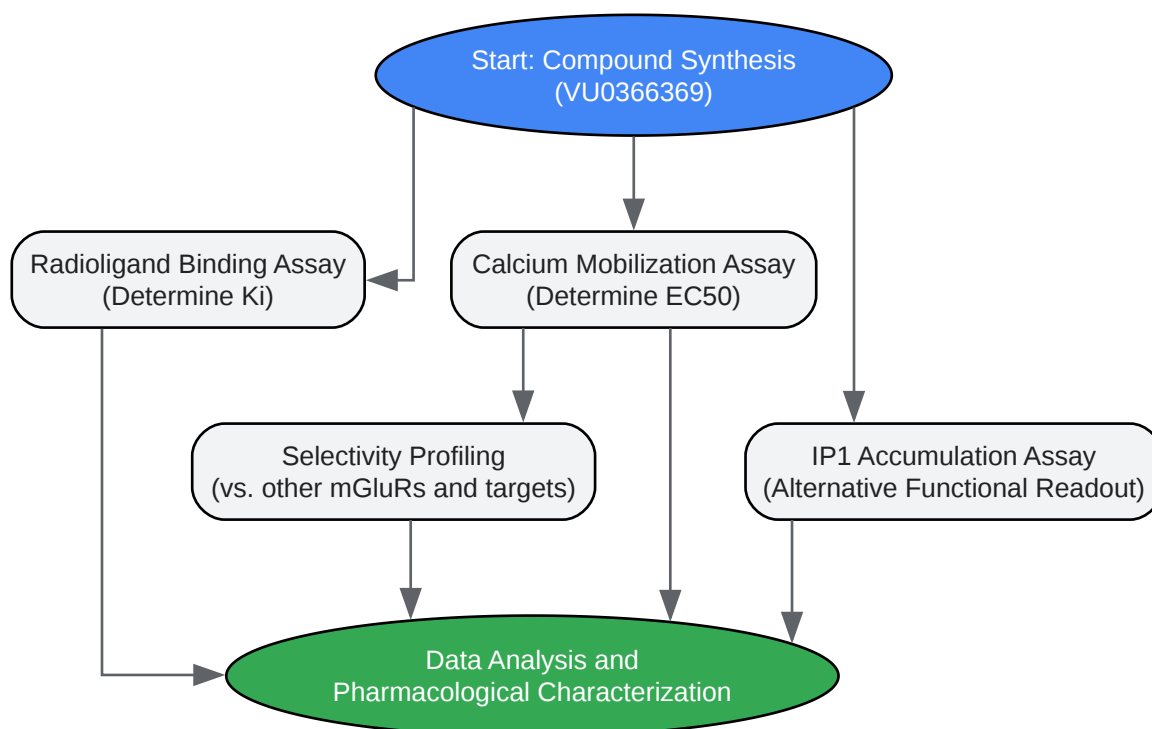 Start: Compound Synthesis
(VU0366369)
Radioligand Binding Assay
(Determine Ki)
Calcium Mobilization Assay
(Determine EC50)
Selectivity Profiling
(vs. other mGluRs and targets)
IP1 Accumulation Assay
(Alternative Functional Readout)
Data Analysis and
Pharmacological Characterization